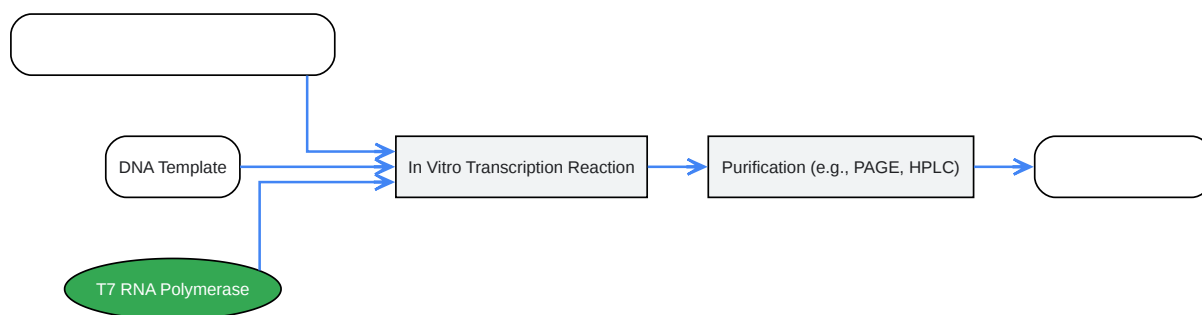 DNA Template
In Vitro Transcription Reaction
Purification (e.g., PAGE, HPLC)
T7 RNA Polymerase